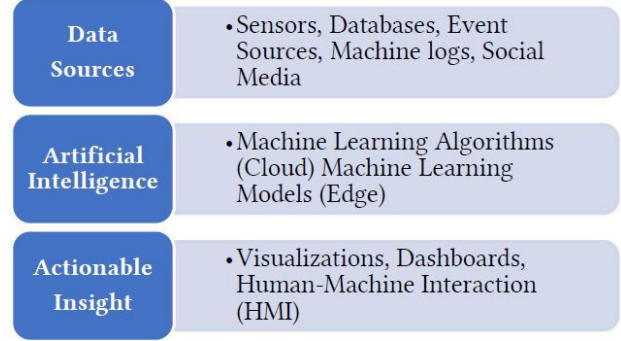 Data
Sources
•Sensors, Databases, Event
Sources, Machine logs, Social
Media
Artificial
Intelligence
•Machine Learning Algorithms
(Cloud) Machine Learning
Models (Edge)
Actionable
Insight
•Visualizations, Dashboards,
Human-Machine Interaction
(HMI)